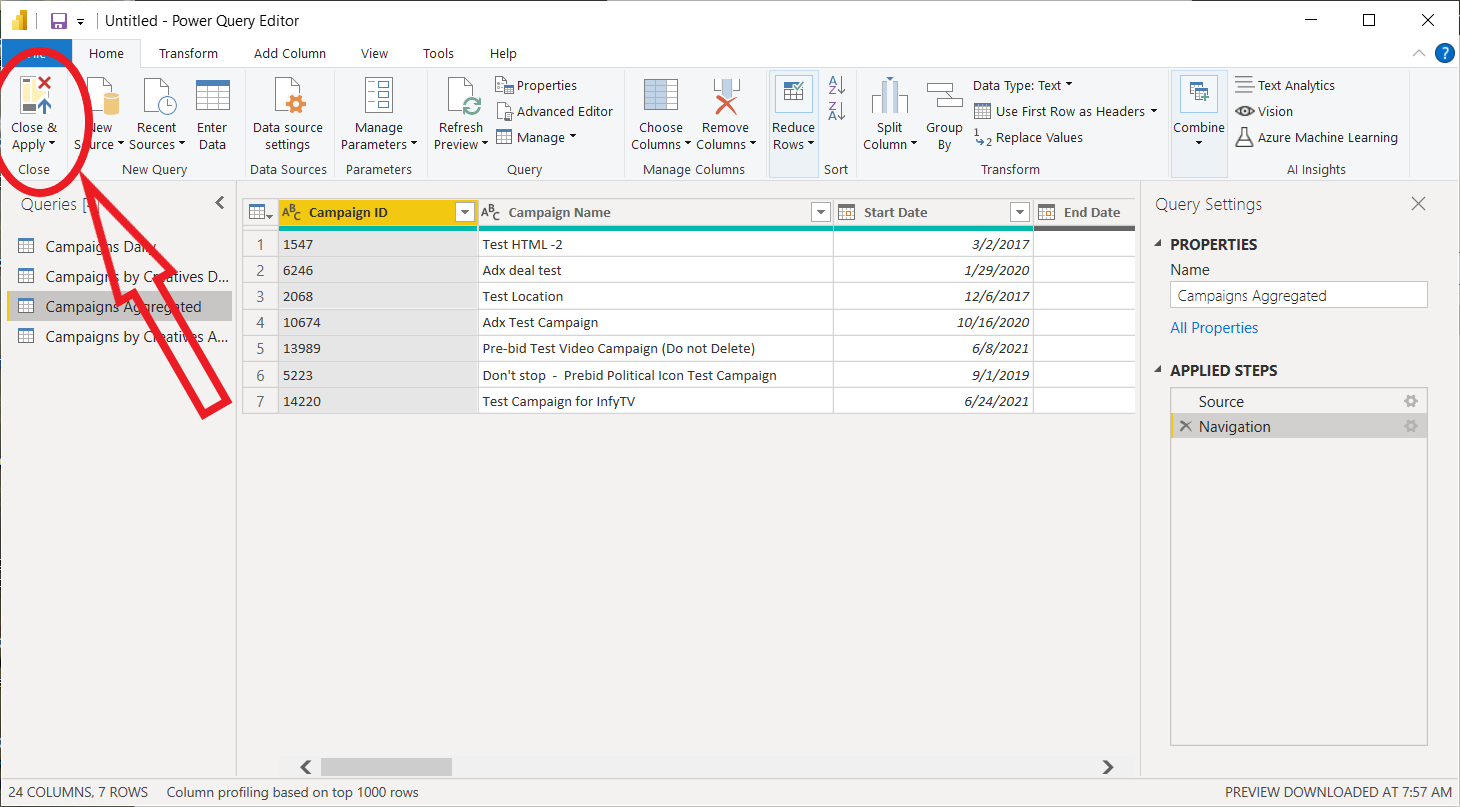 Untitled - Power Query Editor
Home Transform Add Column View Tools Help
Close & Apply
New Source
Recent Sources
Enter Data
Data source settings
Manage Parameters
Refresh Preview
Properties
Advanced Editor
Manage
Choose Columns
Remove Columns
Reduce Rows
Split Column
Group By
Data Type: Text
Use First Row as Headers
Replace Values
Combine
Text Analytics
Vision
Azure Machine Learning
Close New Query Data Sources Parameters Query Manage Columns Sort Transform AI Insights
Queries
Campaigns Daily
Campaigns by Creatives D...
Campaigns Aggregated
Campaigns by Creatives A...
Campaign ID Campaign Name Start Date End Date
1 1547 Test HTML -2 3/2/2017
2 6246 Adx deal test 1/29/2020
3 2068 Test Location 12/6/2017
4 10674 Adx Test Campaign 10/16/2020
5 13989 Pre-bid Test Video Campaign (Do not Delete) 6/8/2021
6 5223 Don't stop - Prebid Political Icon Test Campaign 9/1/2019
7 14220 Test Campaign for InfyTV 6/24/2021
Query Settings
PROPERTIES
Name
Campaigns Aggregated
All Properties
APPLIED STEPS
Source
Navigation
24 COLUMNS, 7 ROWS Column profiling based on top 1000 rows PREVIEW DOWNLOADED AT 7:57 AM